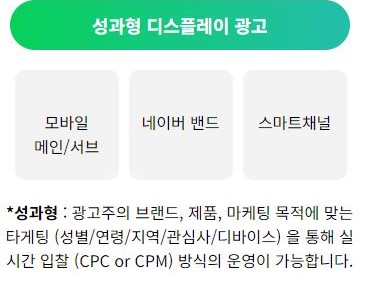 성과형 디스플레이 광고
모바일
메인/서브
네이버 밴드
스마트채널
*성과형 : 광고주의 브랜드, 제품, 마케팅 목적에 맞는
타게팅 (성별/연령/지역/관심사/디바이스) 을 통해 실
시간 입찰 (CPC or CPM) 방식의 운영이 가능합니다.